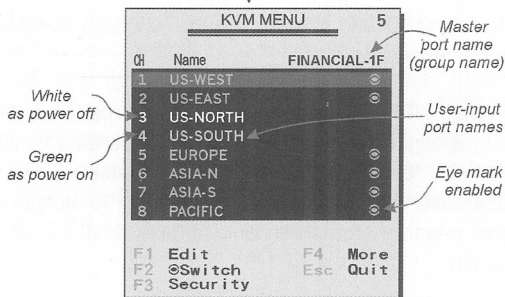 KVM MENU 5
CH Name FINANCIAL-1F
1 US-WEST
2 US-EAST
3 US-NORTH
4 US-SOUTH
5 EUROPE
6 ASIA-N
7 ASIA-S
8 PACIFIC
F1 Edit F4 More
F2 Switch Esc Quit
F3 Security
White
as power off
Green
as power on
Master
port name
(group name)
User-input
port names
Eye mark
enabled